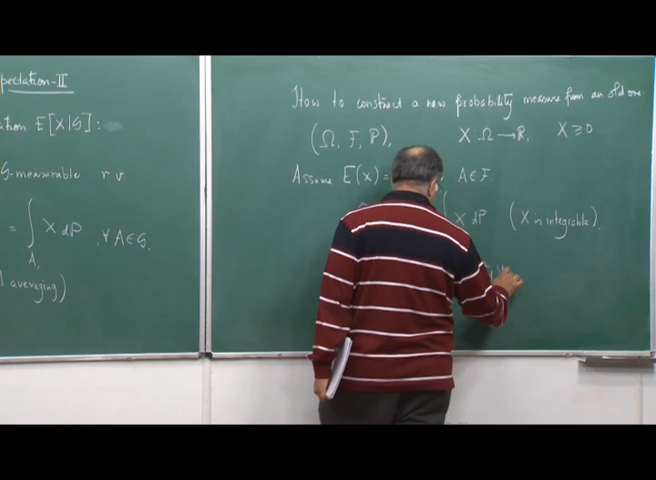 pectation-II
tion E[X|G]:
G-measurable r v.
= ∫ X dP, ∀ A∈G.
A
averaging)
How to construct a new probability measure from an old one
(Ω, F, P), X: Ω → R, X ≥ 0
Assume E(X) = A ∈ F.
∫ X dP (X is integrable).